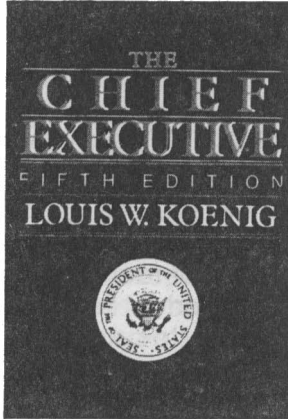 THE
CHIEF
EXECUTIVE
FIFTH EDITION
LOUIS W. KOENIG
SEAL OF THE PRESIDENT OF THE UNITED STATES